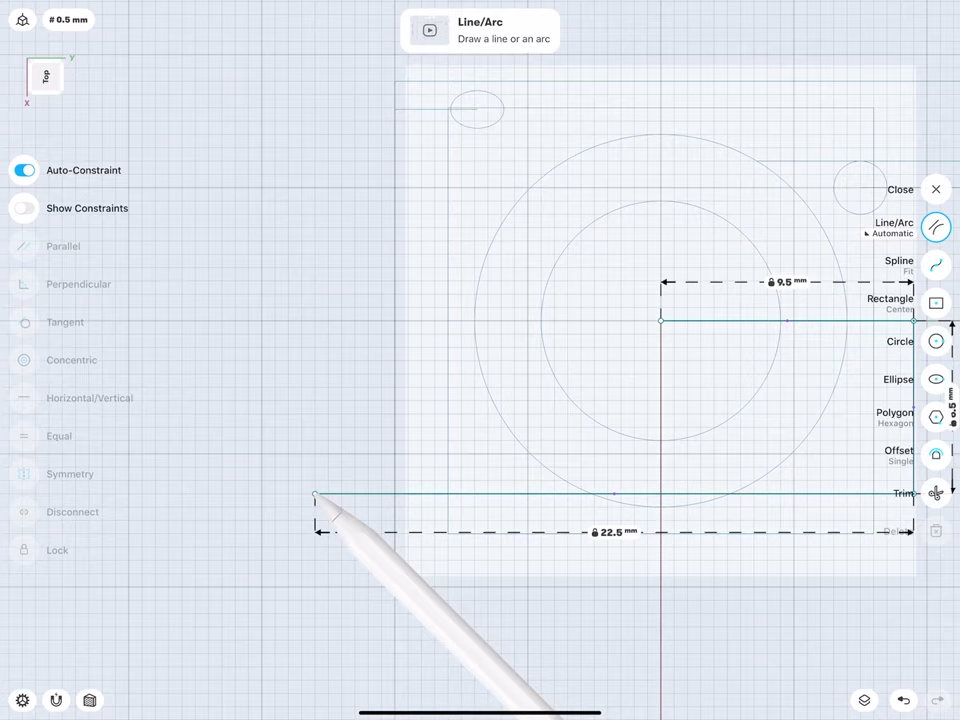 # 0.5 mm
Line/Arc
Draw a line or an arc
Y
Top
X
Auto-Constraint
Show Constraints
Parallel
Perpendicular
Tangent
Concentric
Horizontal/Vertical
Equal
Symmetry
Disconnect
Lock
Close
Line/Arc
Automatic
Spline
Fit
Rectangle
Center
Circle
Ellipse
Polygon
Hexagon
Offset
Single
Trim
Delete
9.5 mm
22.5 mm